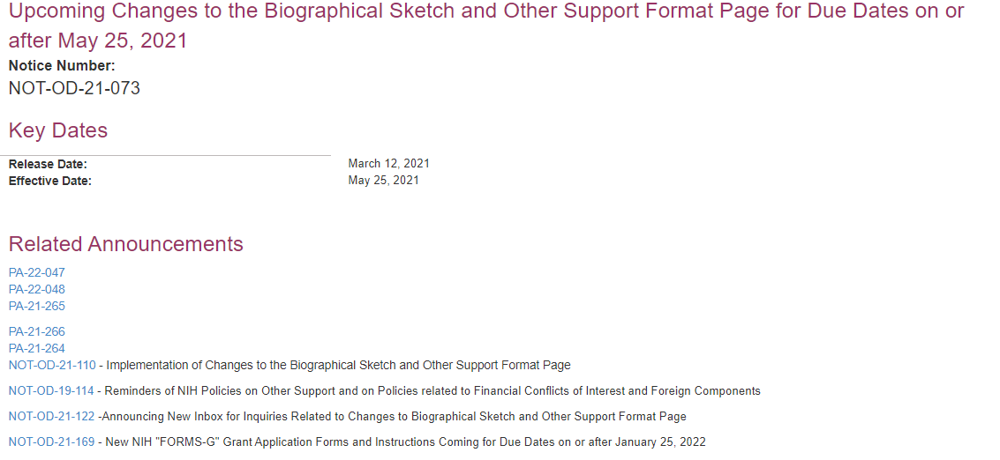 Upcoming Changes to the Biographical Sketch and Other Support Format Page for Due Dates on or
after May 25, 2021
Notice Number:
NOT-OD-21-073
Key Dates
Release Date: March 12, 2021
Effective Date: May 25, 2021
Related Announcements
PA-22-047
PA-22-048
PA-21-265
PA-21-266
PA-21-264
NOT-OD-21-110 - Implementation of Changes to the Biographical Sketch and Other Support Format Page
NOT-OD-19-114 - Reminders of NIH Policies on Other Support and on Policies related to Financial Conflicts of Interest and Foreign Components
NOT-OD-21-122 -Announcing New Inbox for Inquiries Related to Changes to Biographical Sketch and Other Support Format Page
NOT-OD-21-169 - New NIH "FORMS-G" Grant Application Forms and Instructions Coming for Due Dates on or after January 25, 2022